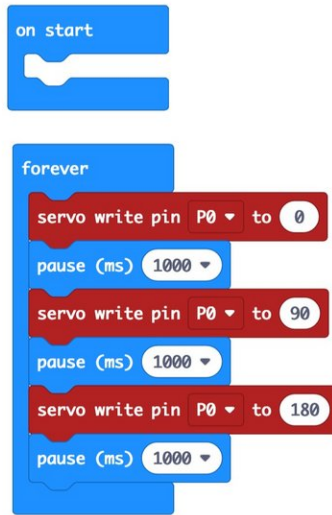 on start
forever
servo write pin P0 to 0
pause (ms) 1000
servo write pin P0 to 90
pause (ms) 1000
servo write pin P0 to 180
pause (ms) 1000